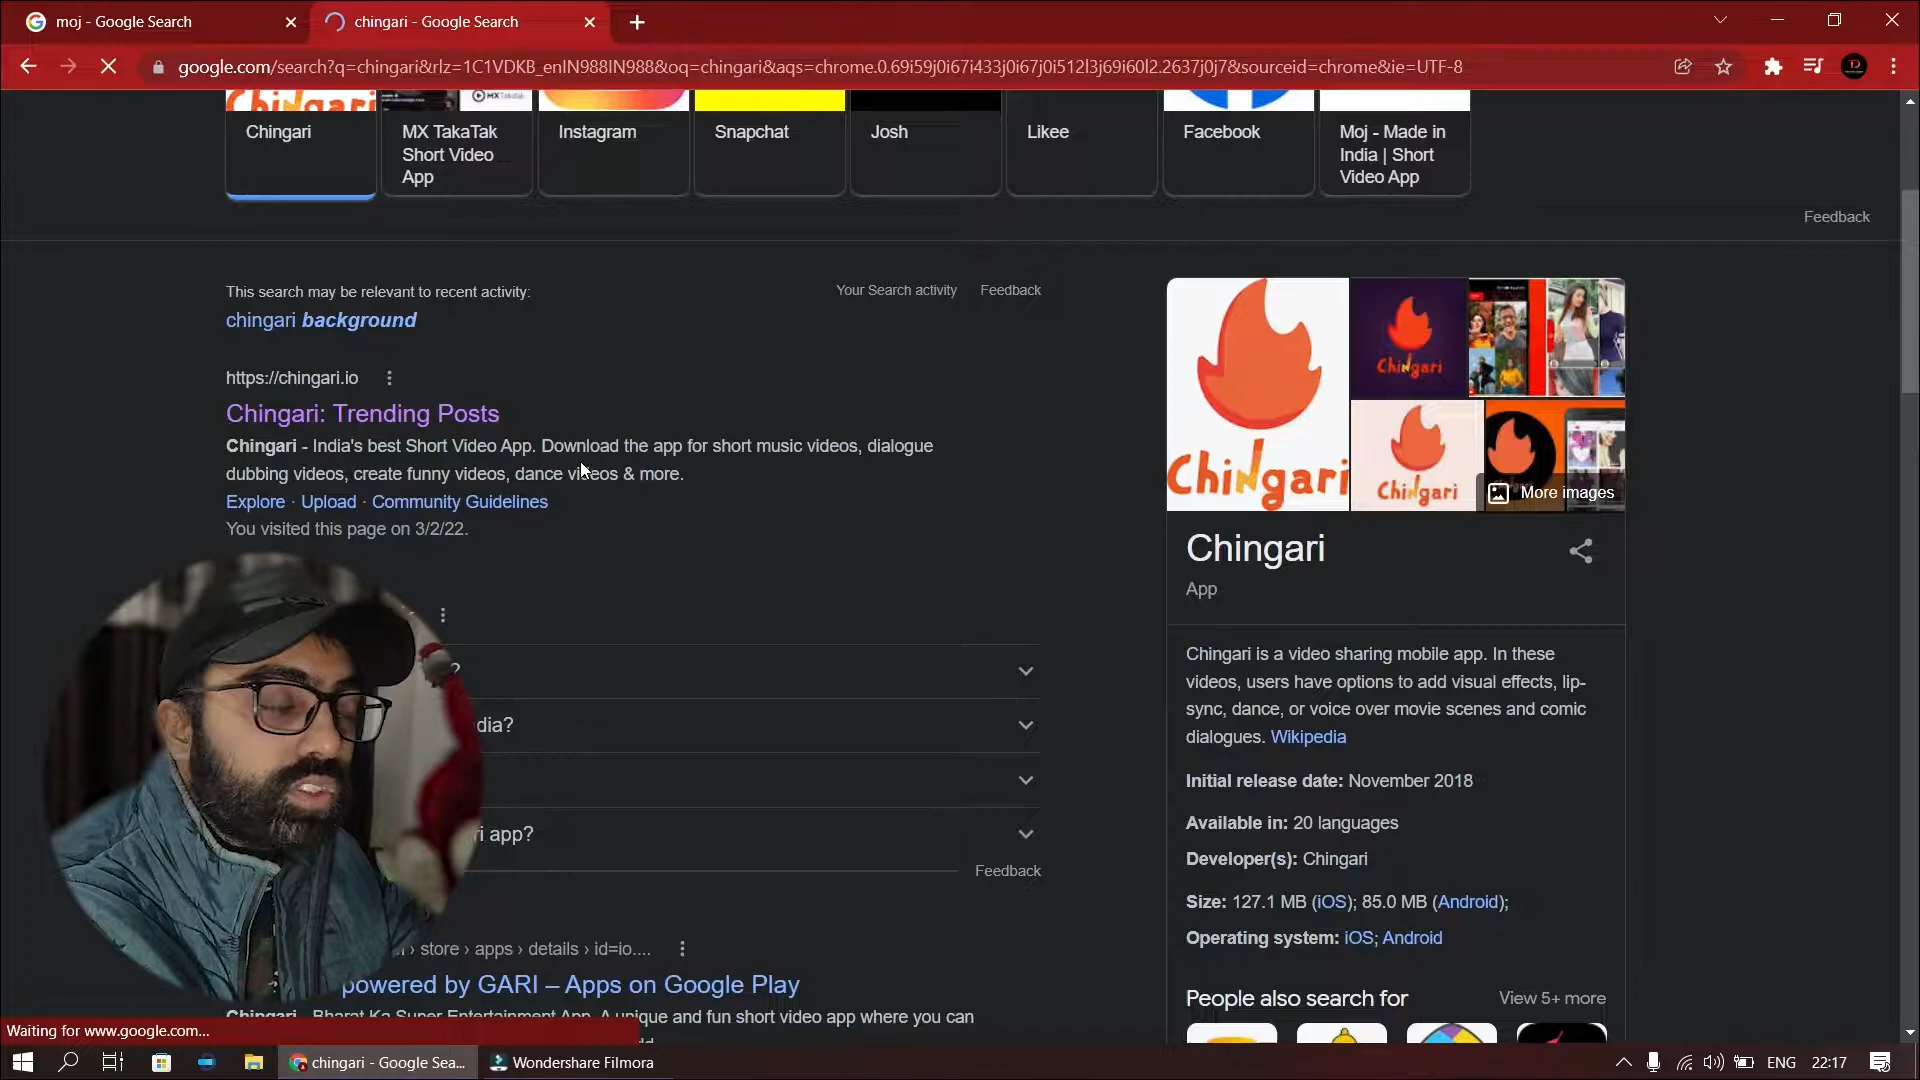 moj - Google Search
chingari - Google Search
google.com/search?q=chingari&rlz=1C1VDKB_enIN988IN988&oq=chingari&aqs=chrome.0.69i59j0i67i433j0i67j0i512l3j69i60l2.2637j0j7&sourceid=chrome&ie=UTF-8
Chingari
MX TakaTak
Short Video
App
Instagram
Snapchat
Josh
Likee
Facebook
Moj - Made in
India | Short
Video App
Feedback
This search may be relevant to recent activity:
Your Search activity
Feedback
chingari background
https://chingari.io
Chingari: Trending Posts
Chingari - India's best Short Video App. Download the app for short music videos, dialogue
dubbing videos, create funny videos, dance videos & more.
Explore · Upload · Community Guidelines
You visited this page on 3/2/22.
?
dia?
ri app?
Feedback
› store › apps › details › id=io....
powered by GARI – Apps on Google Play
Chingari - Bharat Ka Super Entertainment App. A unique and fun short video app where you can
Chingari
Chingari
Chingari
More images
Chingari
App
Chingari is a video sharing mobile app. In these
videos, users have options to add visual effects, lip-
sync, dance, or voice over movie scenes and comic
dialogues. Wikipedia
Initial release date: November 2018
Available in: 20 languages
Developer(s): Chingari
Size: 127.1 MB (iOS); 85.0 MB (Android);
Operating system: iOS; Android
People also search for
View 5+ more
Waiting for www.google.com...
chingari - Google Sea...
Wondershare Filmora
ENG
22:17